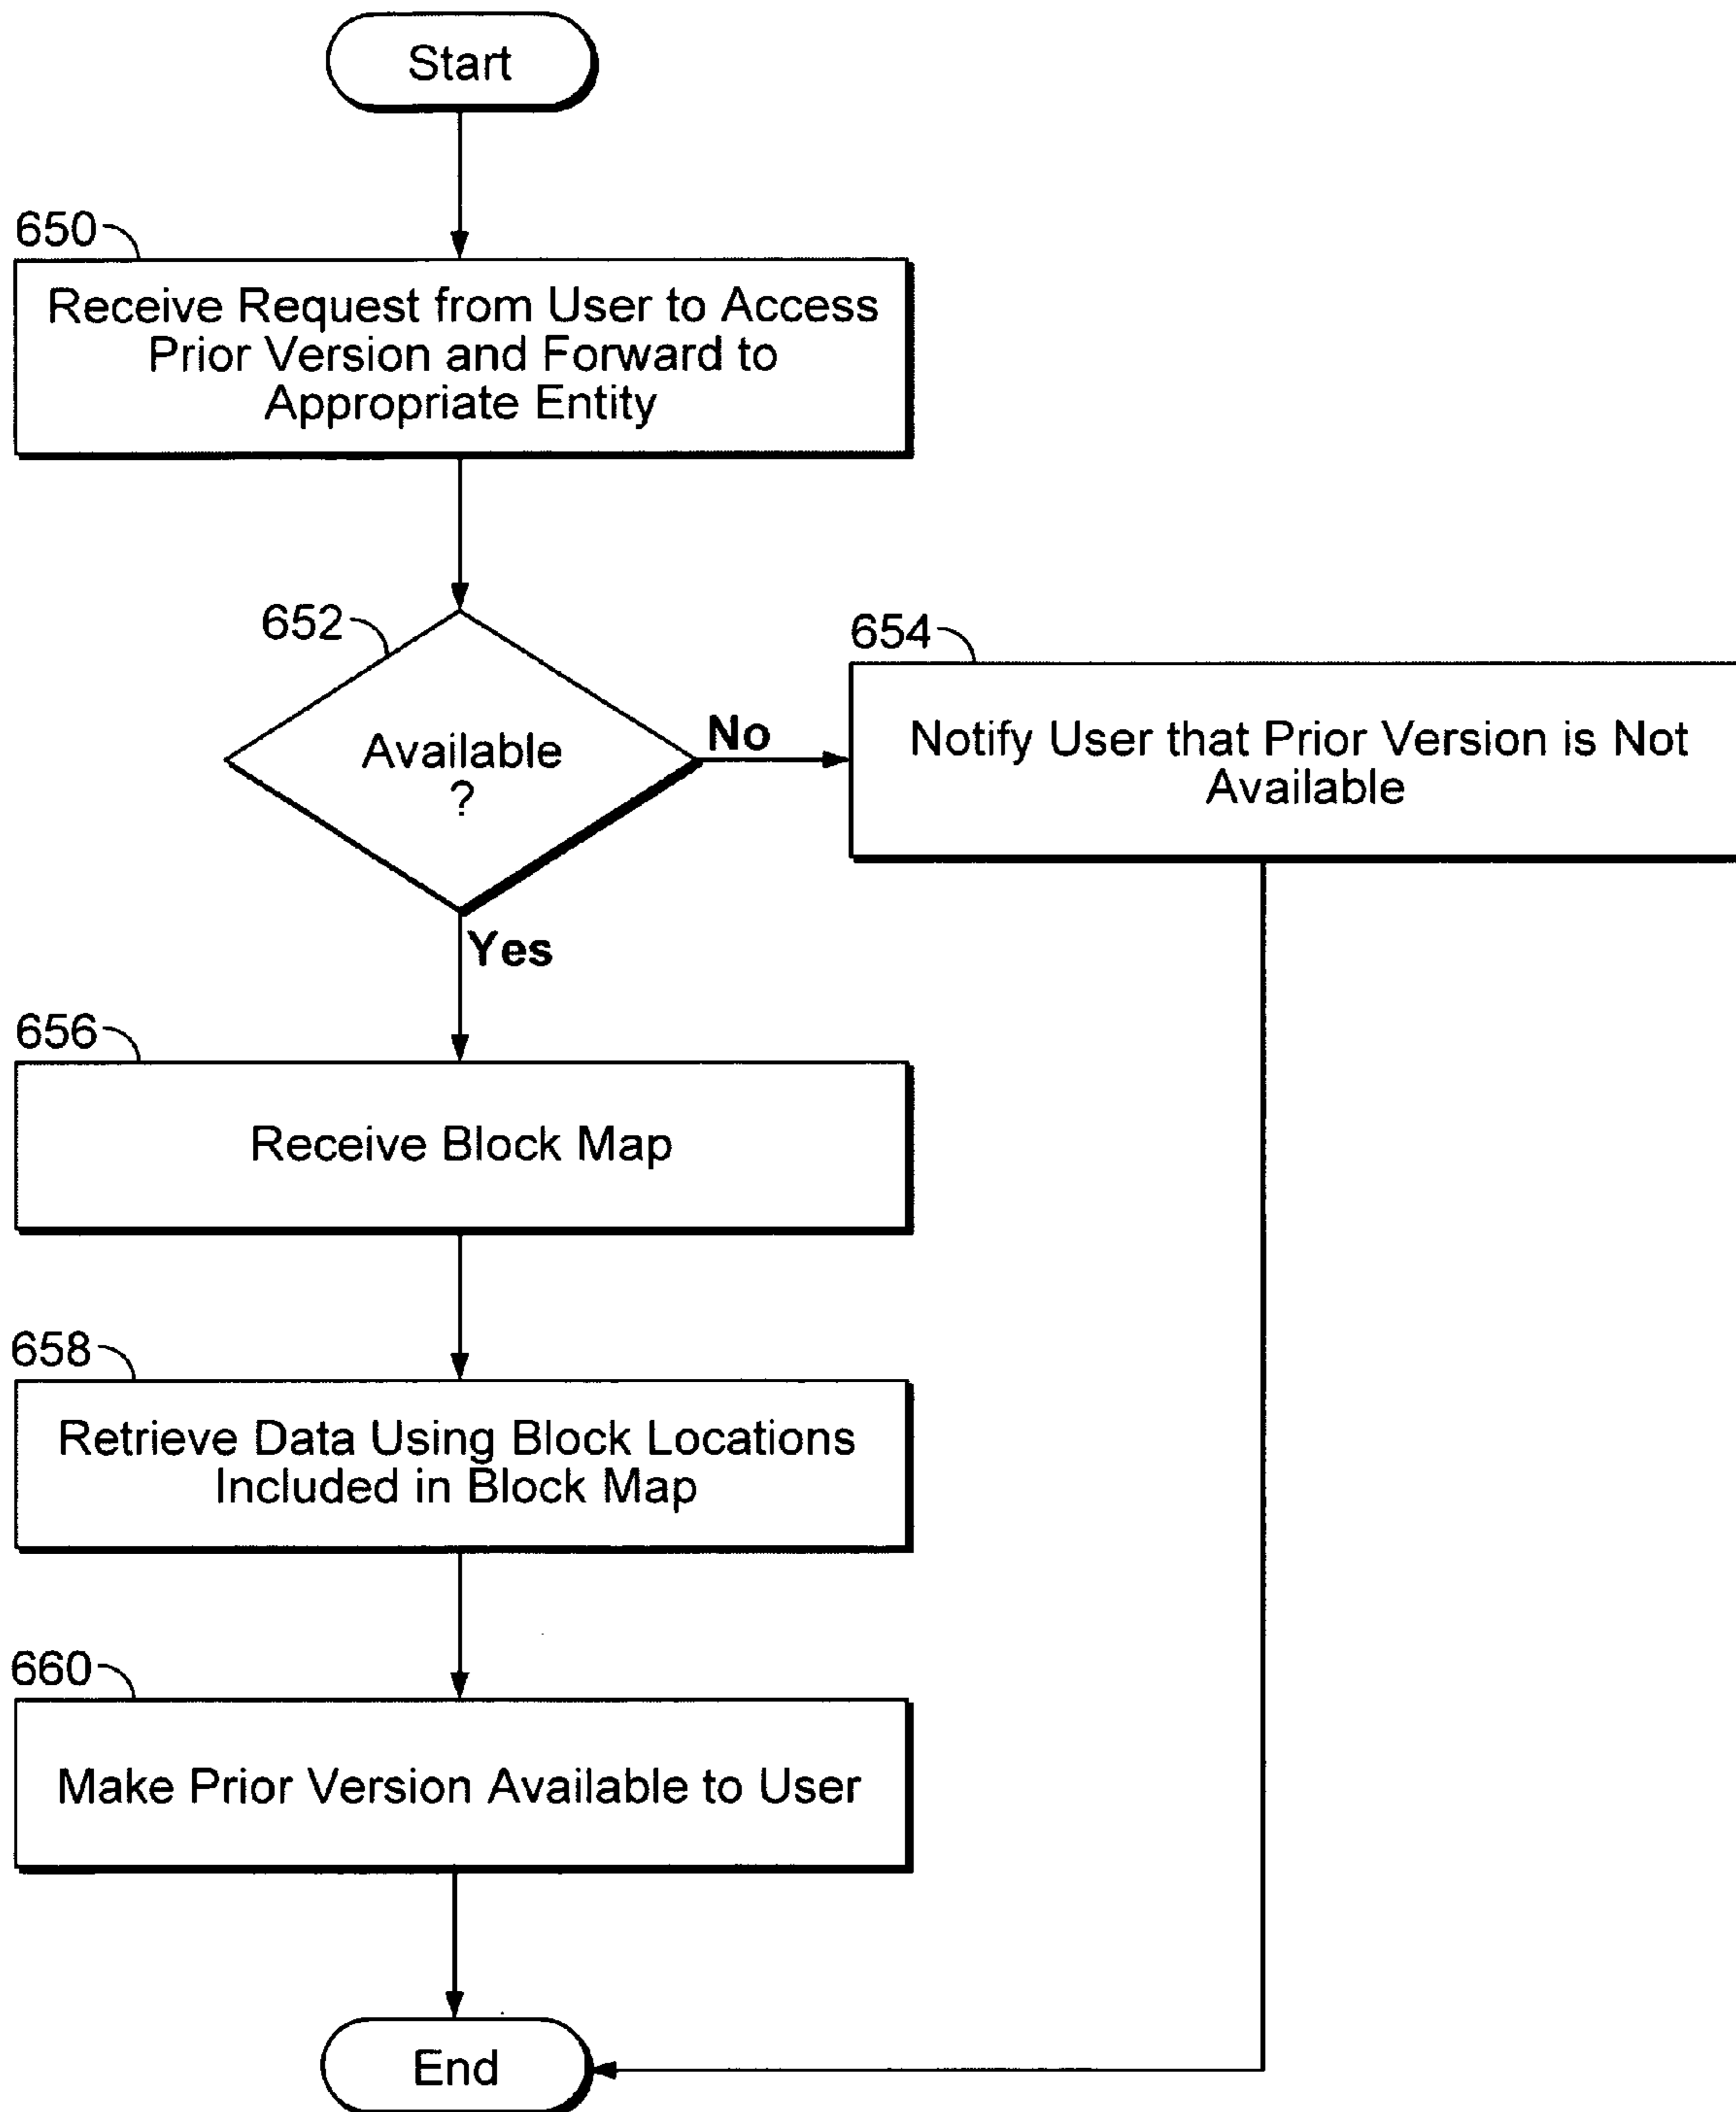 Start
650
Receive Request from User to Access
Prior Version and Forward to
Appropriate Entity
652
Available
?
No
654
Notify User that Prior Version is Not
Available
Yes
656
Receive Block Map
658
Retrieve Data Using Block Locations
Included in Block Map
660
Make Prior Version Available to User
End